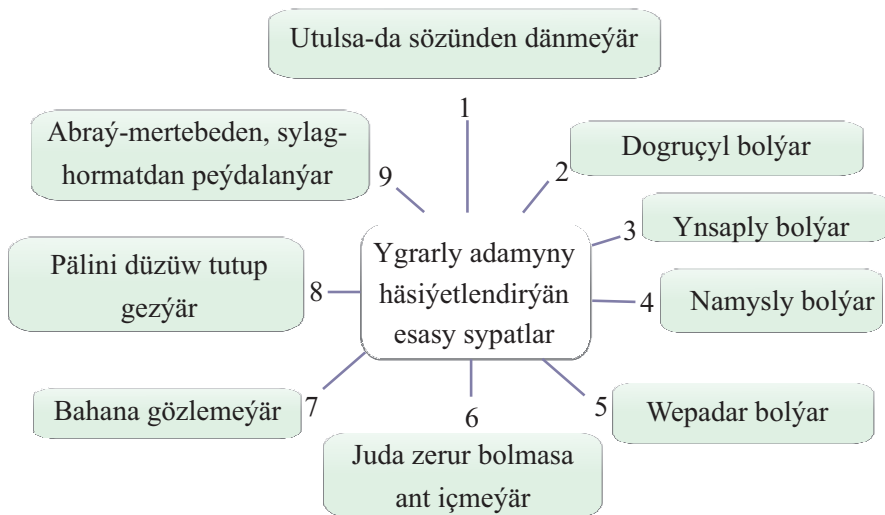 Utulsa-da sözünden dänmeýär
1
Abraý-mertebeden, sylag-
hormatdan peýdalanýar
9
2
Dogruçyl bolýar
3
Ynsaply bolýar
Ygrarly adamyny
häsiýetlendirýän
esasy sypatlar
Pälini düzüw tutup
gezýär
8
4
Namysly bolýar
Bahana gözlemeýär
7
6
5
Wepadar bolýar
Juda zerur bolmasa
ant içmeýär